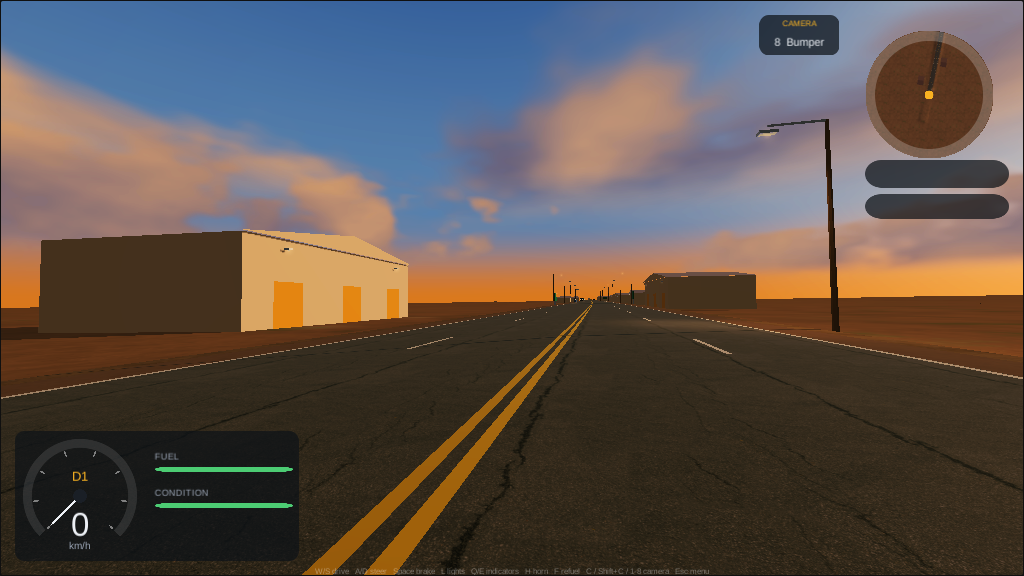 CAMERA
8 Bumper
D1
0
km/h
FUEL
CONDITION
W/S drive A/D steer Space brake L lights Q/E indicators H horn F refuel C / Shift+C / 1-8 camera Esc menu